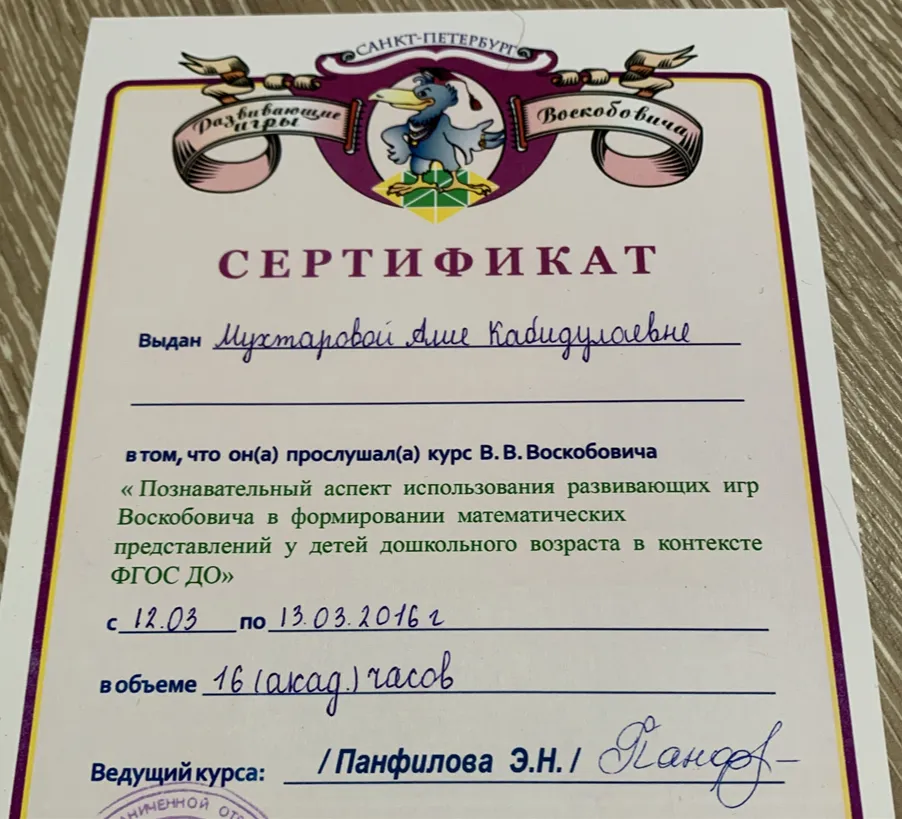 САНКТ-ПЕТЕРБУРГ
Развивающие игры Воскобовича
СЕРТИФИКАТ
Выдан Мухтаровой Алие Кабидулаевне
в том, что он(а) прослушал(а) курс В. В. Воскобовича
« Познавательный аспект использования развивающих игр
Воскобовича в формировании математических
представлений у детей дошкольного возраста в контексте
ФГОС ДО»
с 12.03 по 13.03.2016 г
в объеме 16 (акад.) часов
Ведущий курса: /Панфилова Э.Н./